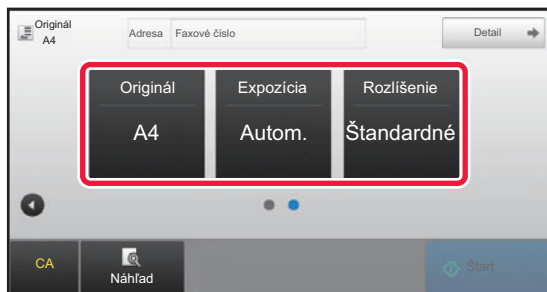 Originál
A4
Adresa Faxové číslo Detail
Originál Expozícia Rozlíšenie
A4 Autom. Štandardné
CA Náhľad Štart